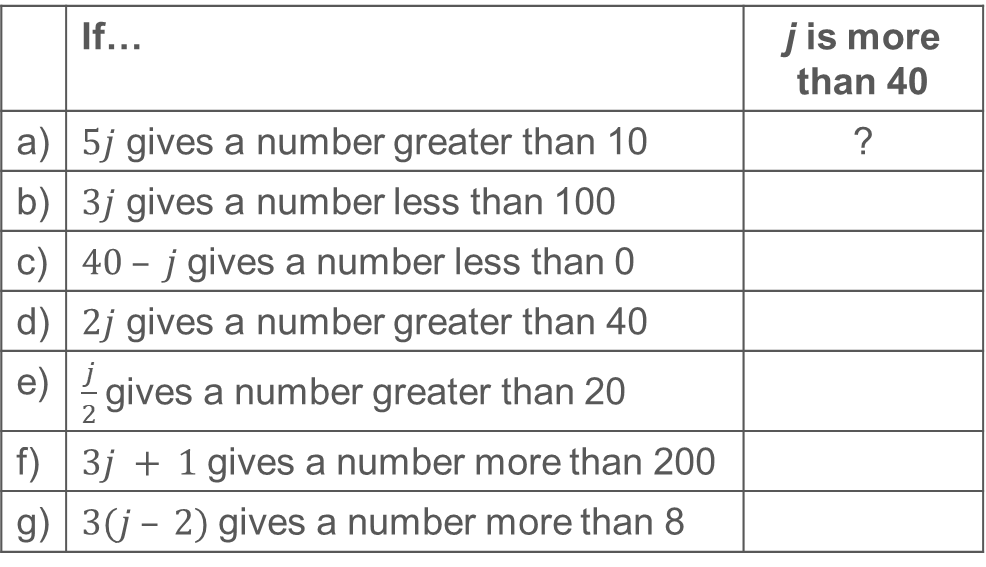 If… j is more
than 40
a) 5j gives a number greater than 10 ?
b) 3j gives a number less than 100
c) 40 – j gives a number less than 0
d) 2j gives a number greater than 40
e) j/2 gives a number greater than 20
f) 3j + 1 gives a number more than 200
g) 3(j – 2) gives a number more than 8